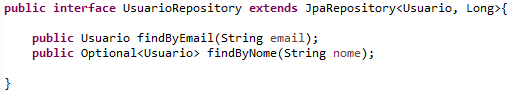 public interface UsuarioRepository extends JpaRepository<Usuario, Long>{
public Usuario findByEmail(String email);
public Optional<Usuario> findByNome(String nome);
}